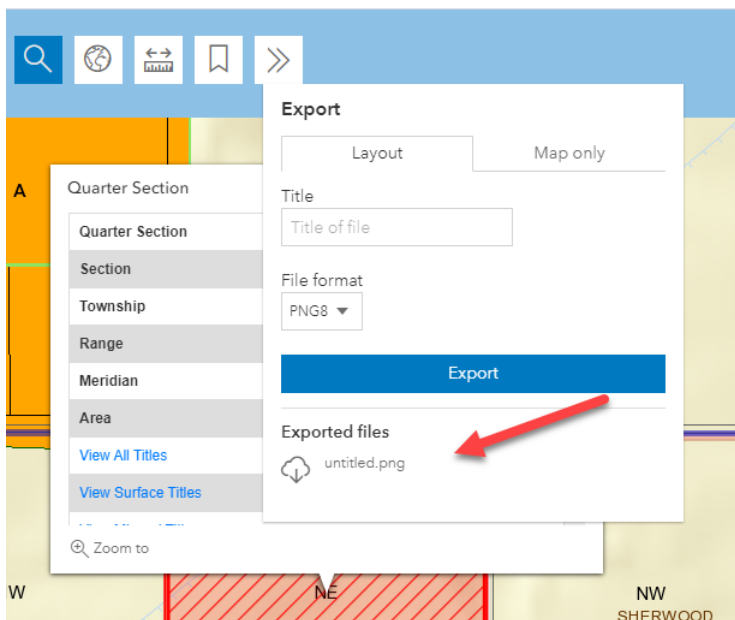 Export
Layout
Map only
A
Quarter Section
Title
Title of file
Quarter Section
Section
File format
Township
PNG8
Range
Export
Meridian
Area
Exported files
View All Titles
untitled.png
View Surface Titles
Zoom to
W
NE
NW
SHERWOOD